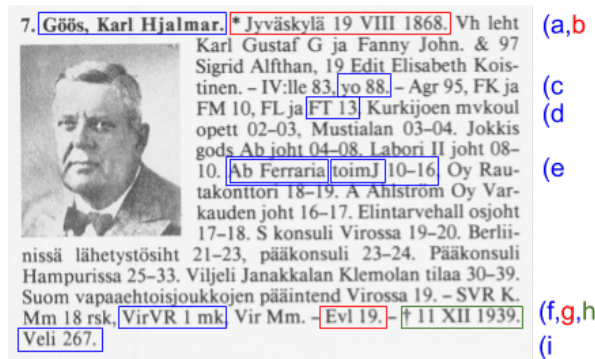 7. Göös, Karl Hjalmar. * Jyväskylä 19 VIII 1868. Vh leht (a,b
Karl Gustaf G ja Fanny John. & 97
Sigrid Alfthan, 19 Edit Elisabeth Kois-
tinen. – IV:lle 83, yo 88. – Agr 95, FK ja (c
FM 10, FL ja FT 13. Kurkijoen mvkoul (d
opett 02–03, Mustialan 03–04. Jokkis
gods Ab joht 04–08, Labori II joht 08–
10. Ab Ferraria toimJ 10–16, Oy Rau- (e
takonttori 18–19. A Ahlström Oy Var-
kauden joht 16–17. Elintarvehall osjoht
17–18. S konsuli Virossa 19–20. Berlii-
nissä lähetystösiht 21–23, pääkonsuli 23–24. Pääkonsuli
Hampurissa 25–33. Viljeli Janakkalan Klemolan tilaa 30–39.
Suom vapaaehtoisjoukkojen pääintend Virossa 19. – SVR K.
Mm 18 rsk, VirVR 1 mk, Vir Mm. – Evl 19. – † 11 XII 1939. (f,g,h
Veli 267. (i